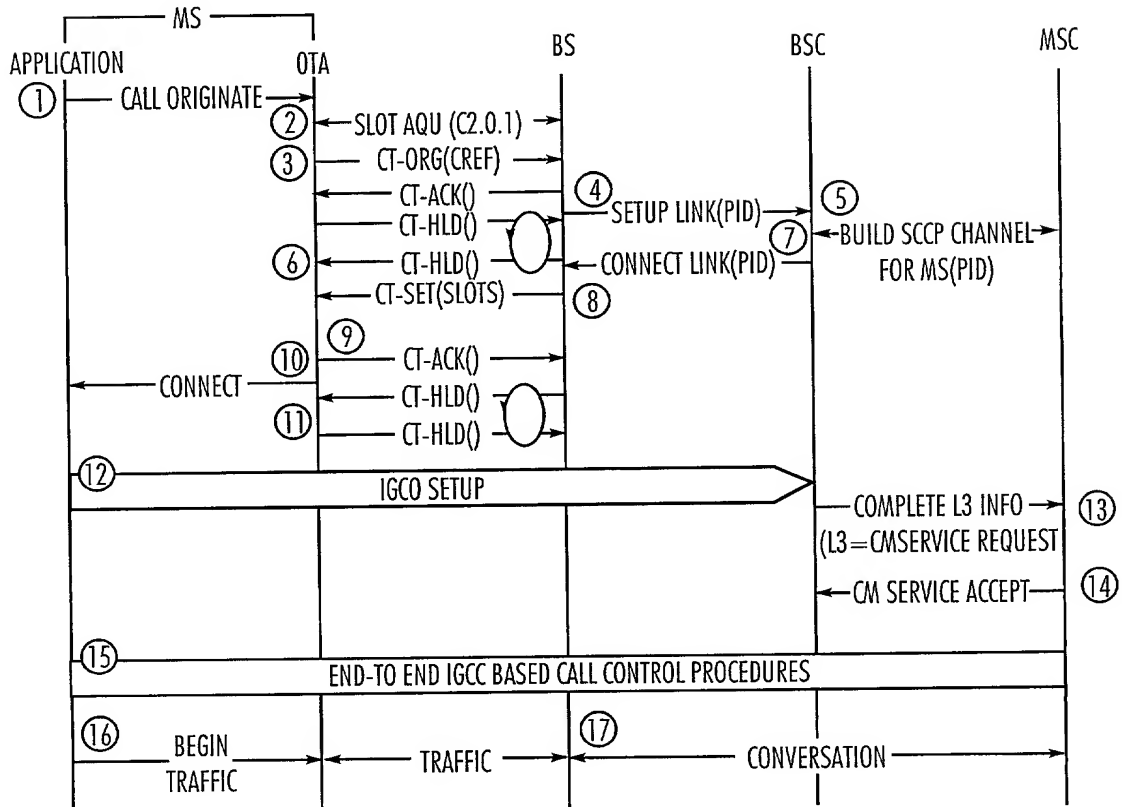 MS
APPLICATION OTA BS BSC MSC
1 CALL ORIGINATE
2 SLOT AQU (C2.0.1)
3 CT-ORG(CREF)
CT-ACK() 4
SETUP LINK(PID) 5
CT-HLD()
7 BUILD SCCP CHANNEL
FOR MS(PID)
6 CT-HLD()
CONNECT LINK(PID)
CT-SET(SLOTS) 8
9
10 CT-ACK()
CONNECT
CT-HLD()
11 CT-HLD()
12 IGCO SETUP
COMPLETE L3 INFO 13
(L3=CMSERVICE REQUEST
CM SERVICE ACCEPT 14
15 END-TO END IGCC BASED CALL CONTROL PROCEDURES
16 BEGIN
TRAFFIC
TRAFFIC
17 CONVERSATION